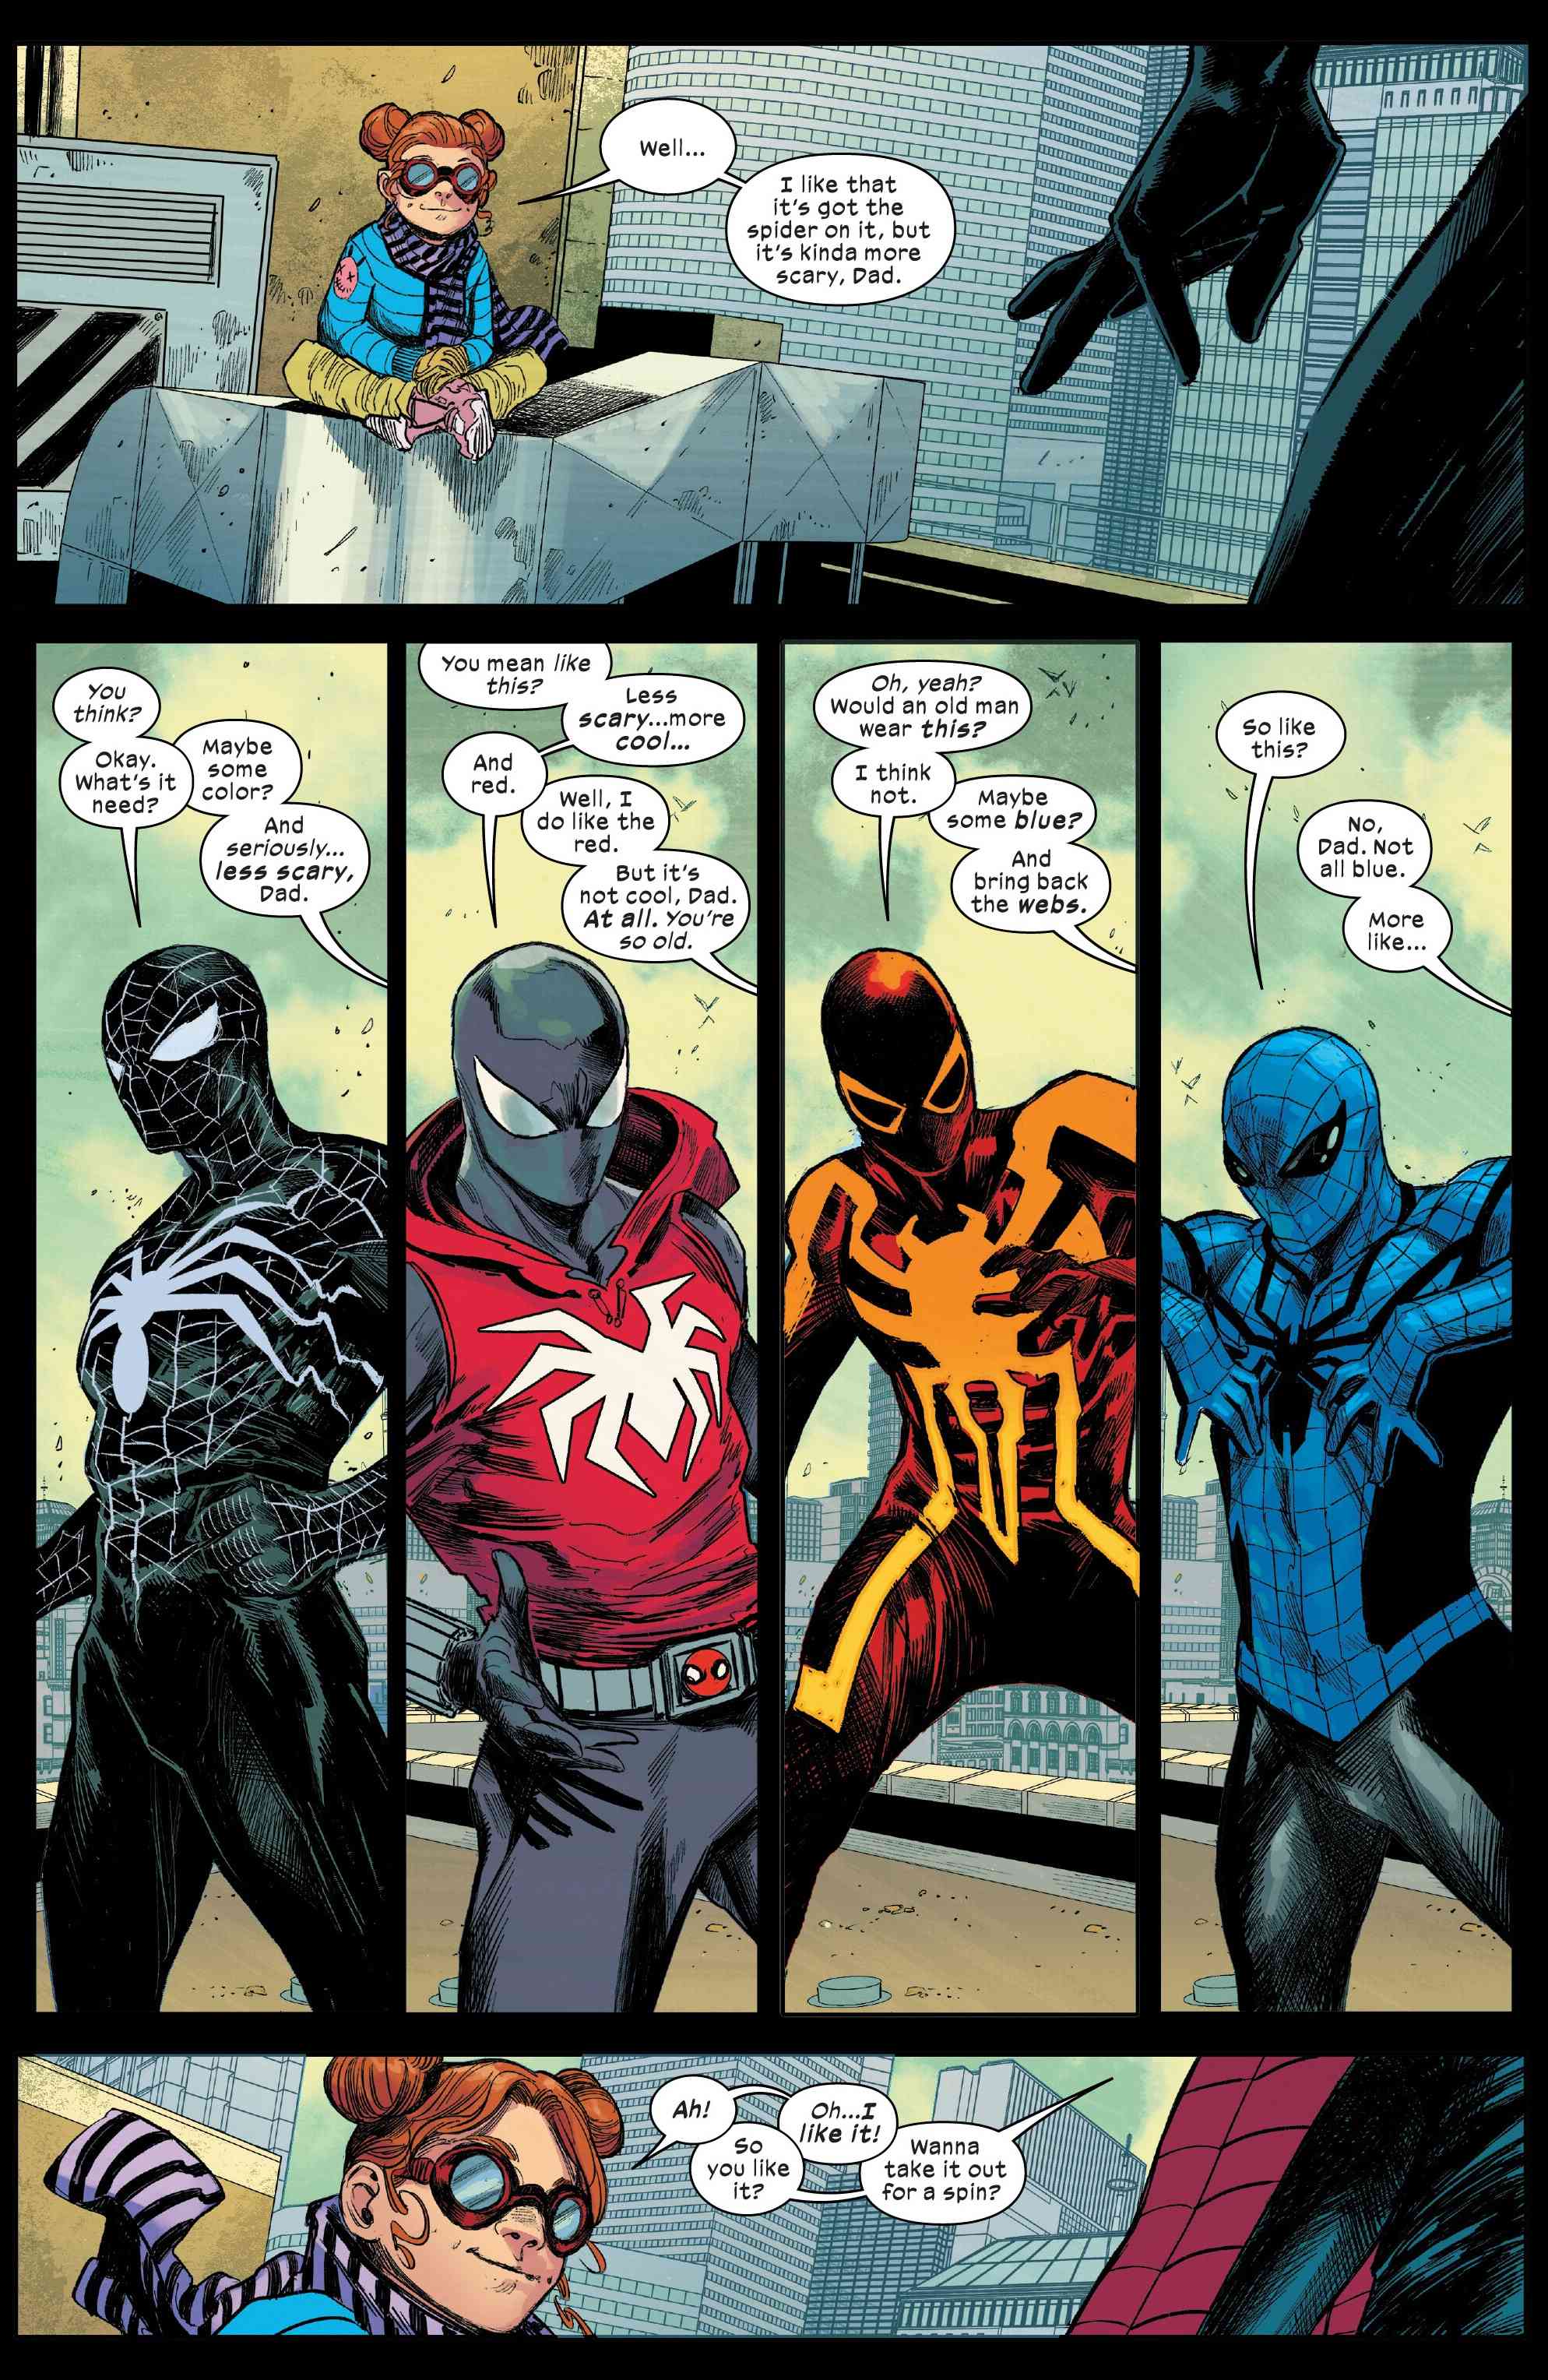 Well...
I like that
it's got the
spider on it, but
it's kinda more
scary, Dad.
You
think?
Okay.
What's it
need?
Maybe
some
color?
And
seriously...
less scary,
Dad.
You mean like
this?
Less
scary...more
cool...
And
red.
Well, I
do like the
red.
But it's
not cool, Dad.
At all. You're
so old.
Oh, yeah?
Would an old man
wear this?
I think
not.
Maybe
some blue?
And
bring back
the webs.
So like
this?
No,
Dad. Not
all blue.
More
like...
Ah!
So
you like
it?
Oh...I
like it!
Wanna
take it out
for a spin?